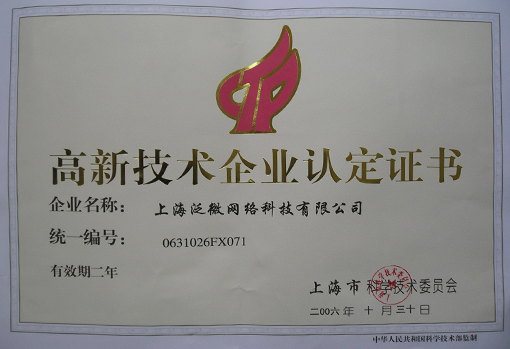 高新技术企业认定证书
企业名称: 上海泛微网络科技有限公司
统一编号: 0631026FX071
有效期二年
上海市科学技术委员会
二00六年 十月三十日
中华人民共和国科学技术部监制